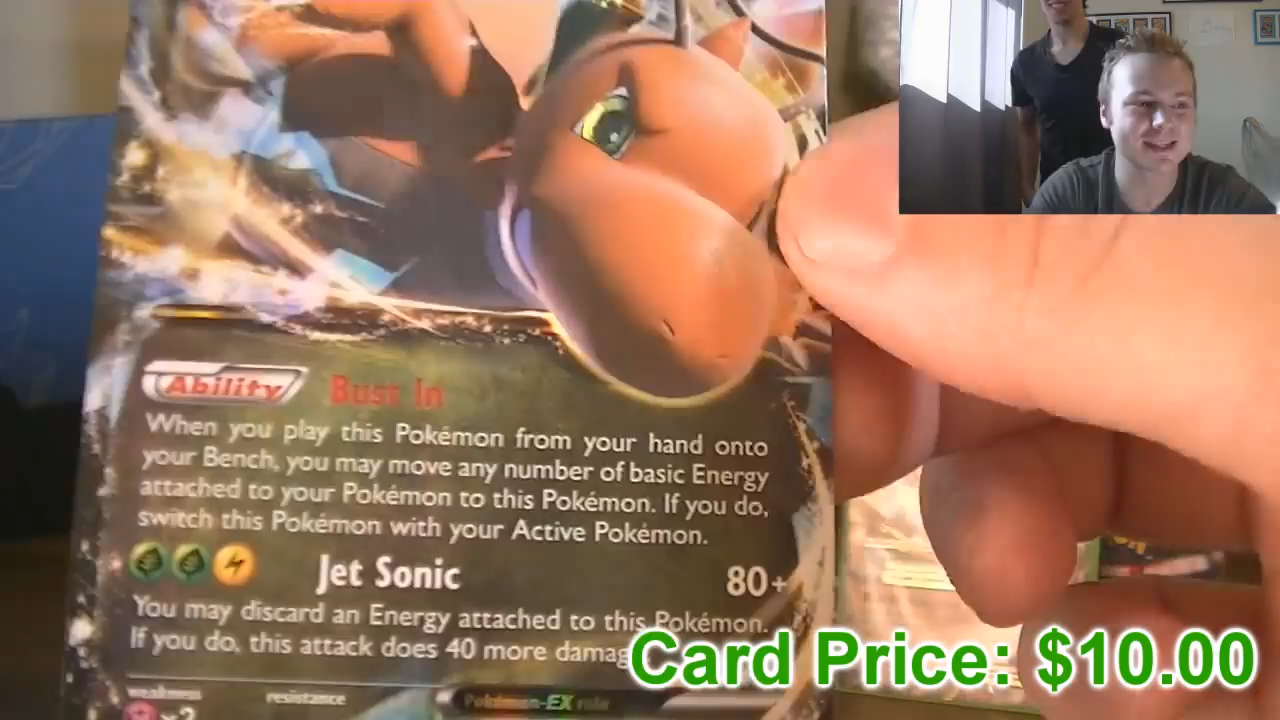 Ability Bust In
When you play this Pokémon from your hand onto
your Bench, you may move any number of basic Energy
attached to your Pokémon to this Pokémon. If you do,
switch this Pokémon with your Active Pokémon.
Jet Sonic 80+
You may discard an Energy attached to this Pokémon.
If you do, this attack does 40 more
Card Price: $10.00
weakness resistance Pokémon-EX rule
×2